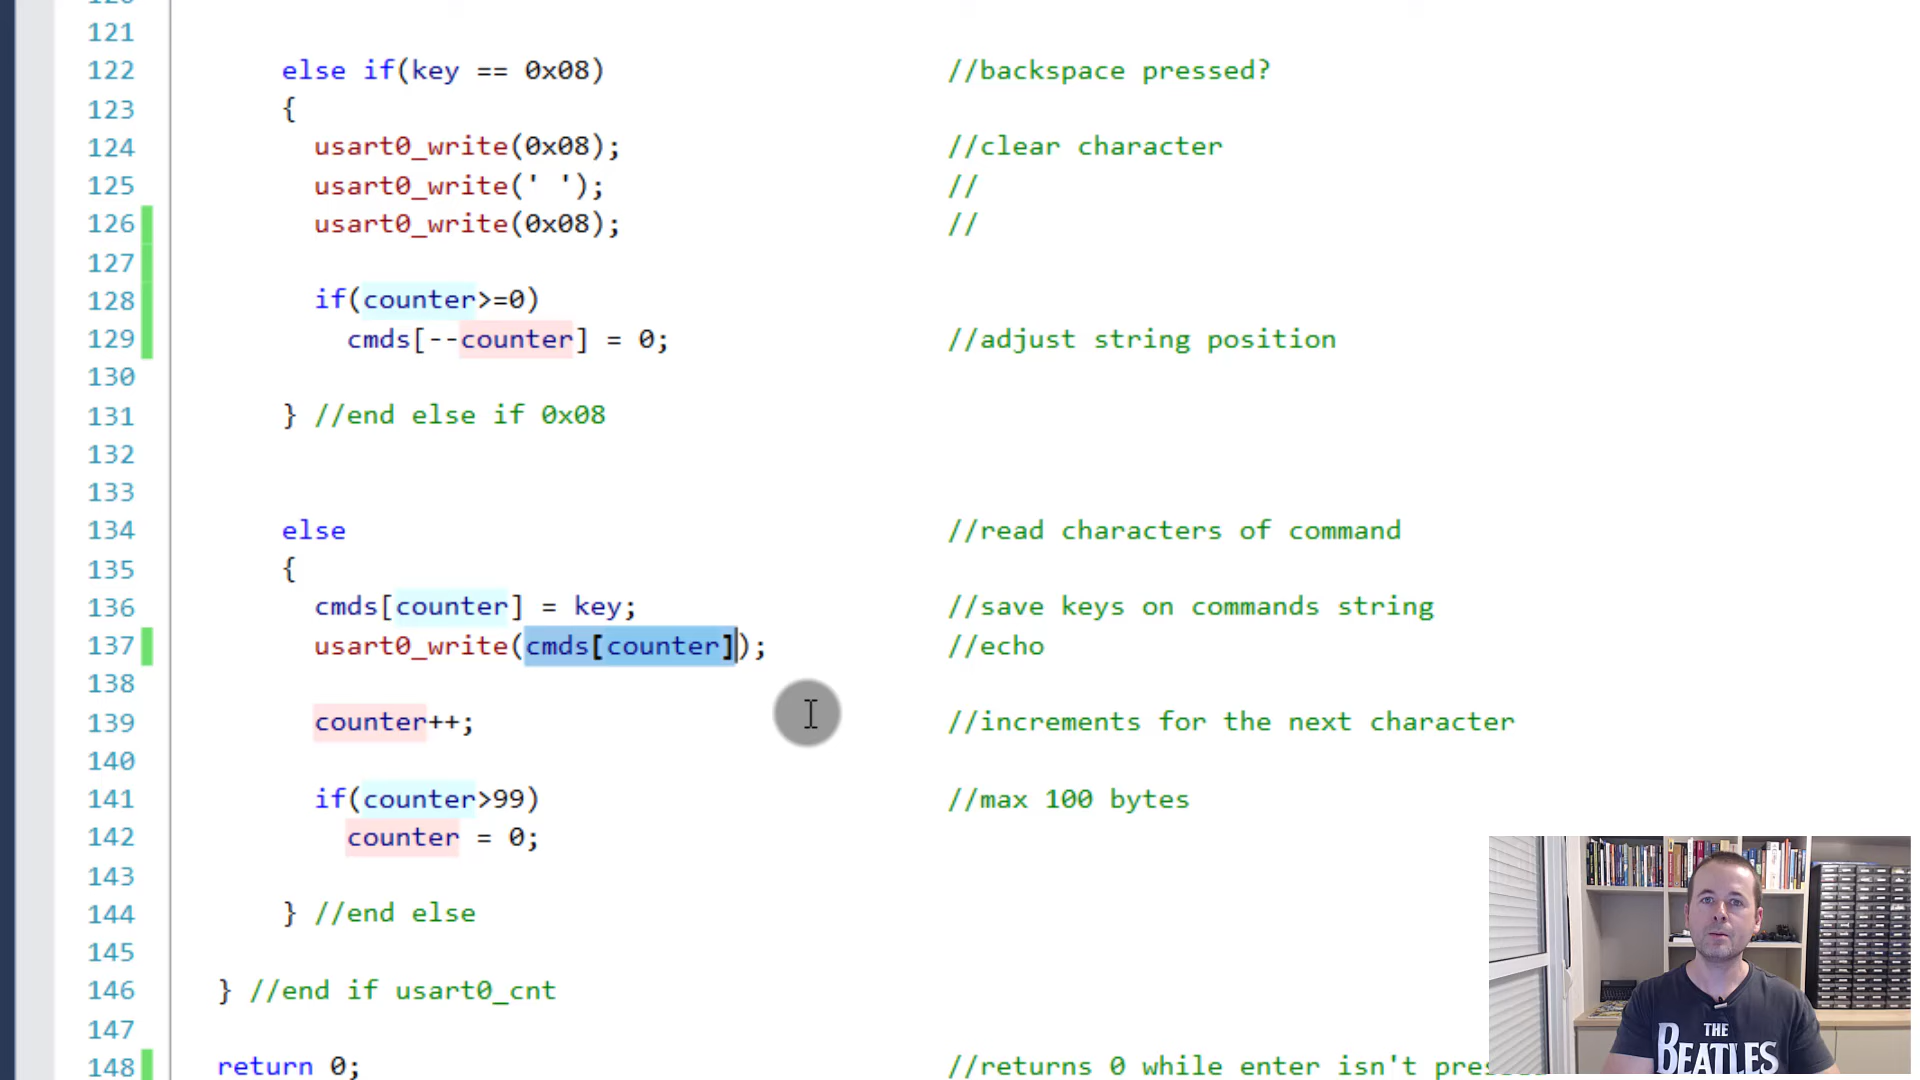 121
122 else if(key == 0x08) //backspace pressed?
123 {
124 usart0_write(0x08); //clear character
125 usart0_write(' '); //
126 usart0_write(0x08); //
127
128 if(counter>=0)
129 cmds[--counter] = 0; //adjust string position
130
131 } //end else if 0x08
132
133
134 else //read characters of command
135 {
136 cmds[counter] = key; //save keys on commands string
137 usart0_write(cmds[counter]); //echo
138
139 counter++; //increments for the next character
140
141 if(counter>99) //max 100 bytes
142 counter = 0;
143
144 } //end else
145
146 } //end if usart0_cnt
147
148 return 0; //returns 0 while enter isn't pres
THE
BEATLES